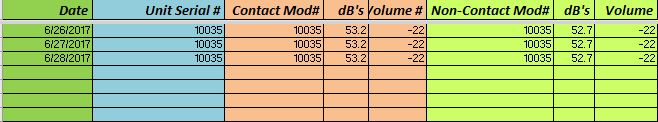 Date Unit Serial # Contact Mod# dB's Volume # Non-Contact Mod# dB's Volume
6/26/2017 10035 10035 53.2 -22 10035 52.7 -22
6/27/2017 10035 10035 53.2 -22 10035 52.7 -22
6/28/2017 10035 10035 53.2 -22 10035 52.7 -22